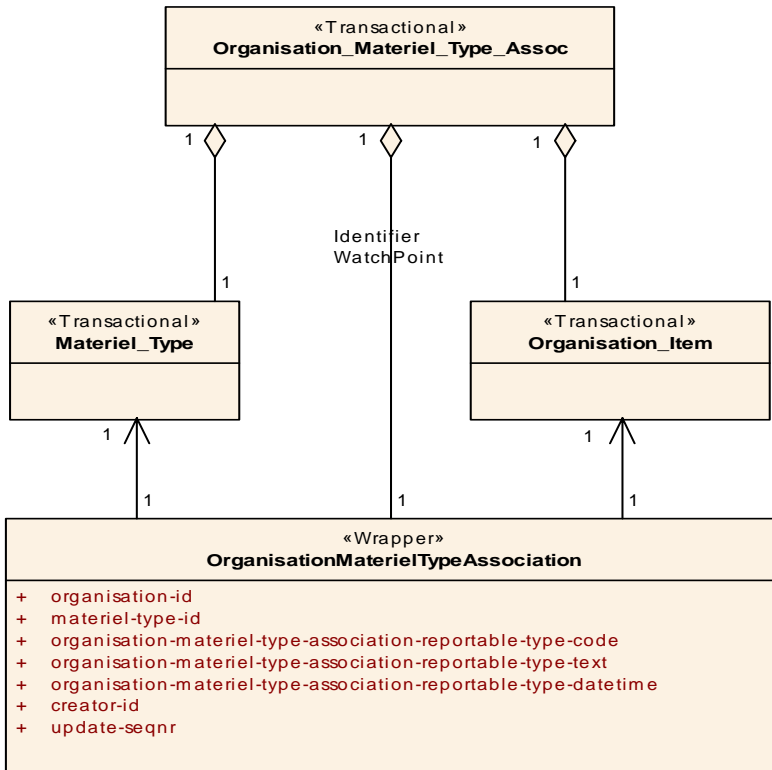 «Transactional»
Organisation_Materiel_Type_Assoc
1
1
1
Identifier
WatchPoint
1
1
«Transactional»
Materiel_Type
«Transactional»
Organisation_Item
1
1
1
1
1
«Wrapper»
OrganisationMaterielTypeAssociation
+ organisation-id
+ materiel-type-id
+ organisation-materiel-type-association-reportable-type-code
+ organisation-materiel-type-association-reportable-type-text
+ organisation-materiel-type-association-reportable-type-datetime
+ creator-id
+ update-seqnr